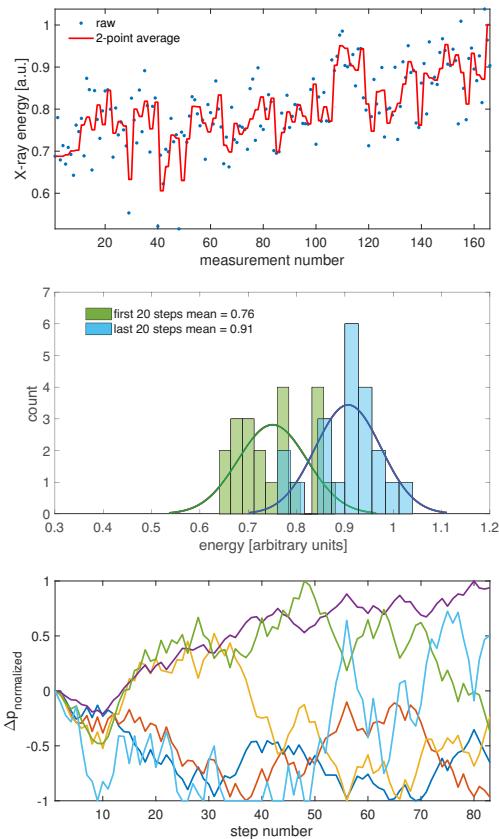 1
0.9
0.8
0.7
0.6
X-ray energy [a.u.]
raw
2-point average
20 40 60 80 100 120 140 160
measurement number
7
6
5
4
3
2
1
0
count
first 20 steps mean = 0.76
last 20 steps mean = 0.91
0.3 0.4 0.5 0.6 0.7 0.8 0.9 1 1.1 1.2
energy [arbitrary units]
1
0.5
0
-0.5
-1
Δp normalized
0 10 20 30 40 50 60 70 80
step number